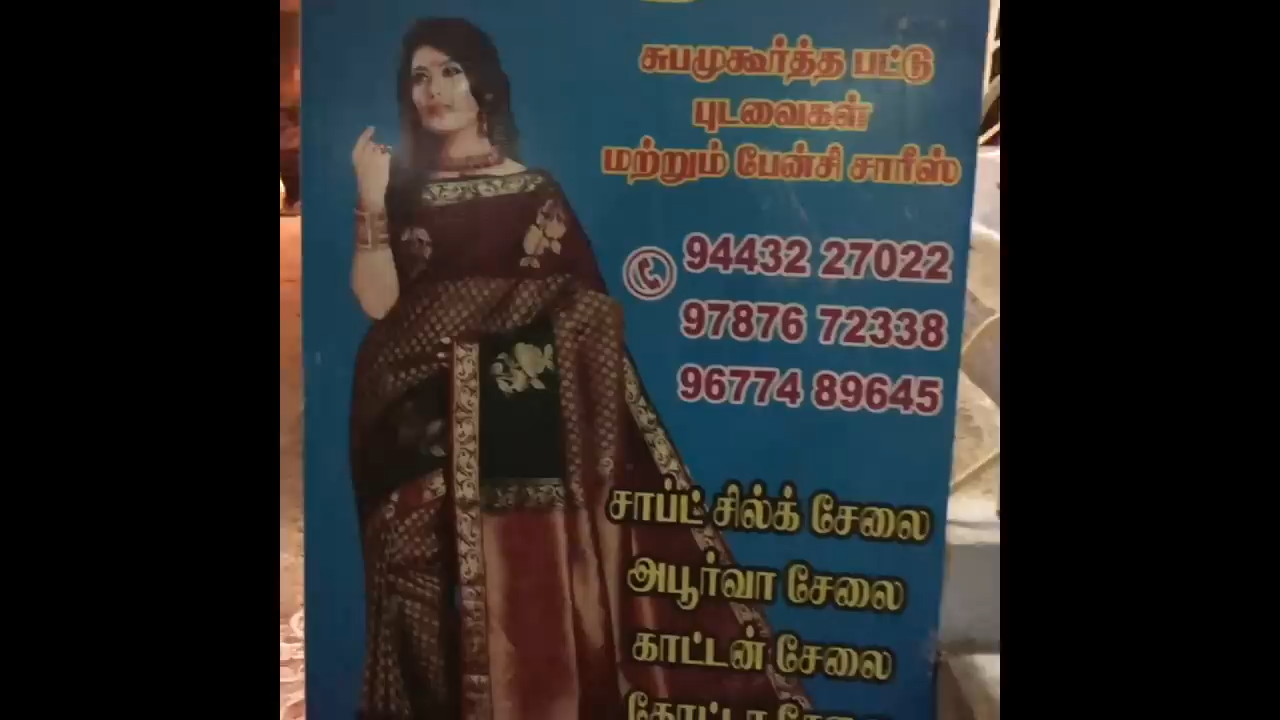 சுபமுகூர்த்த பட்டு
புடவைகள்
மற்றும் பேன்சி சாரீஸ்
94432 27022
97876 72338
96774 89645
சாப்ட் சில்க் சேலை
அபூர்வா சேலை
காட்டன் சேலை
கோட்டா சேலை